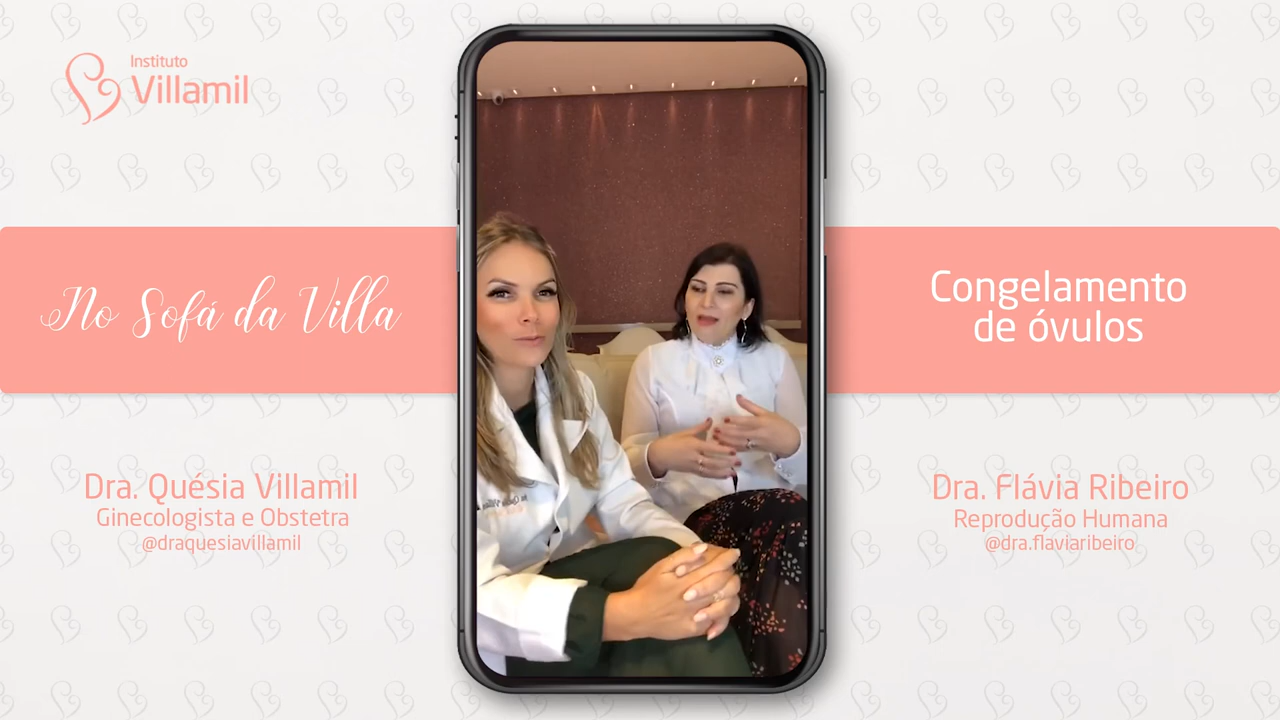 Instituto
Villamil
No Sofá da Villa
Congelamento
de óvulos
Dra. Quésia Villamil
Ginecologista e Obstetra
@draquesiavillamil
Dra. Flávia Ribeiro
Reprodução Humana
@dra.flaviaribeiro